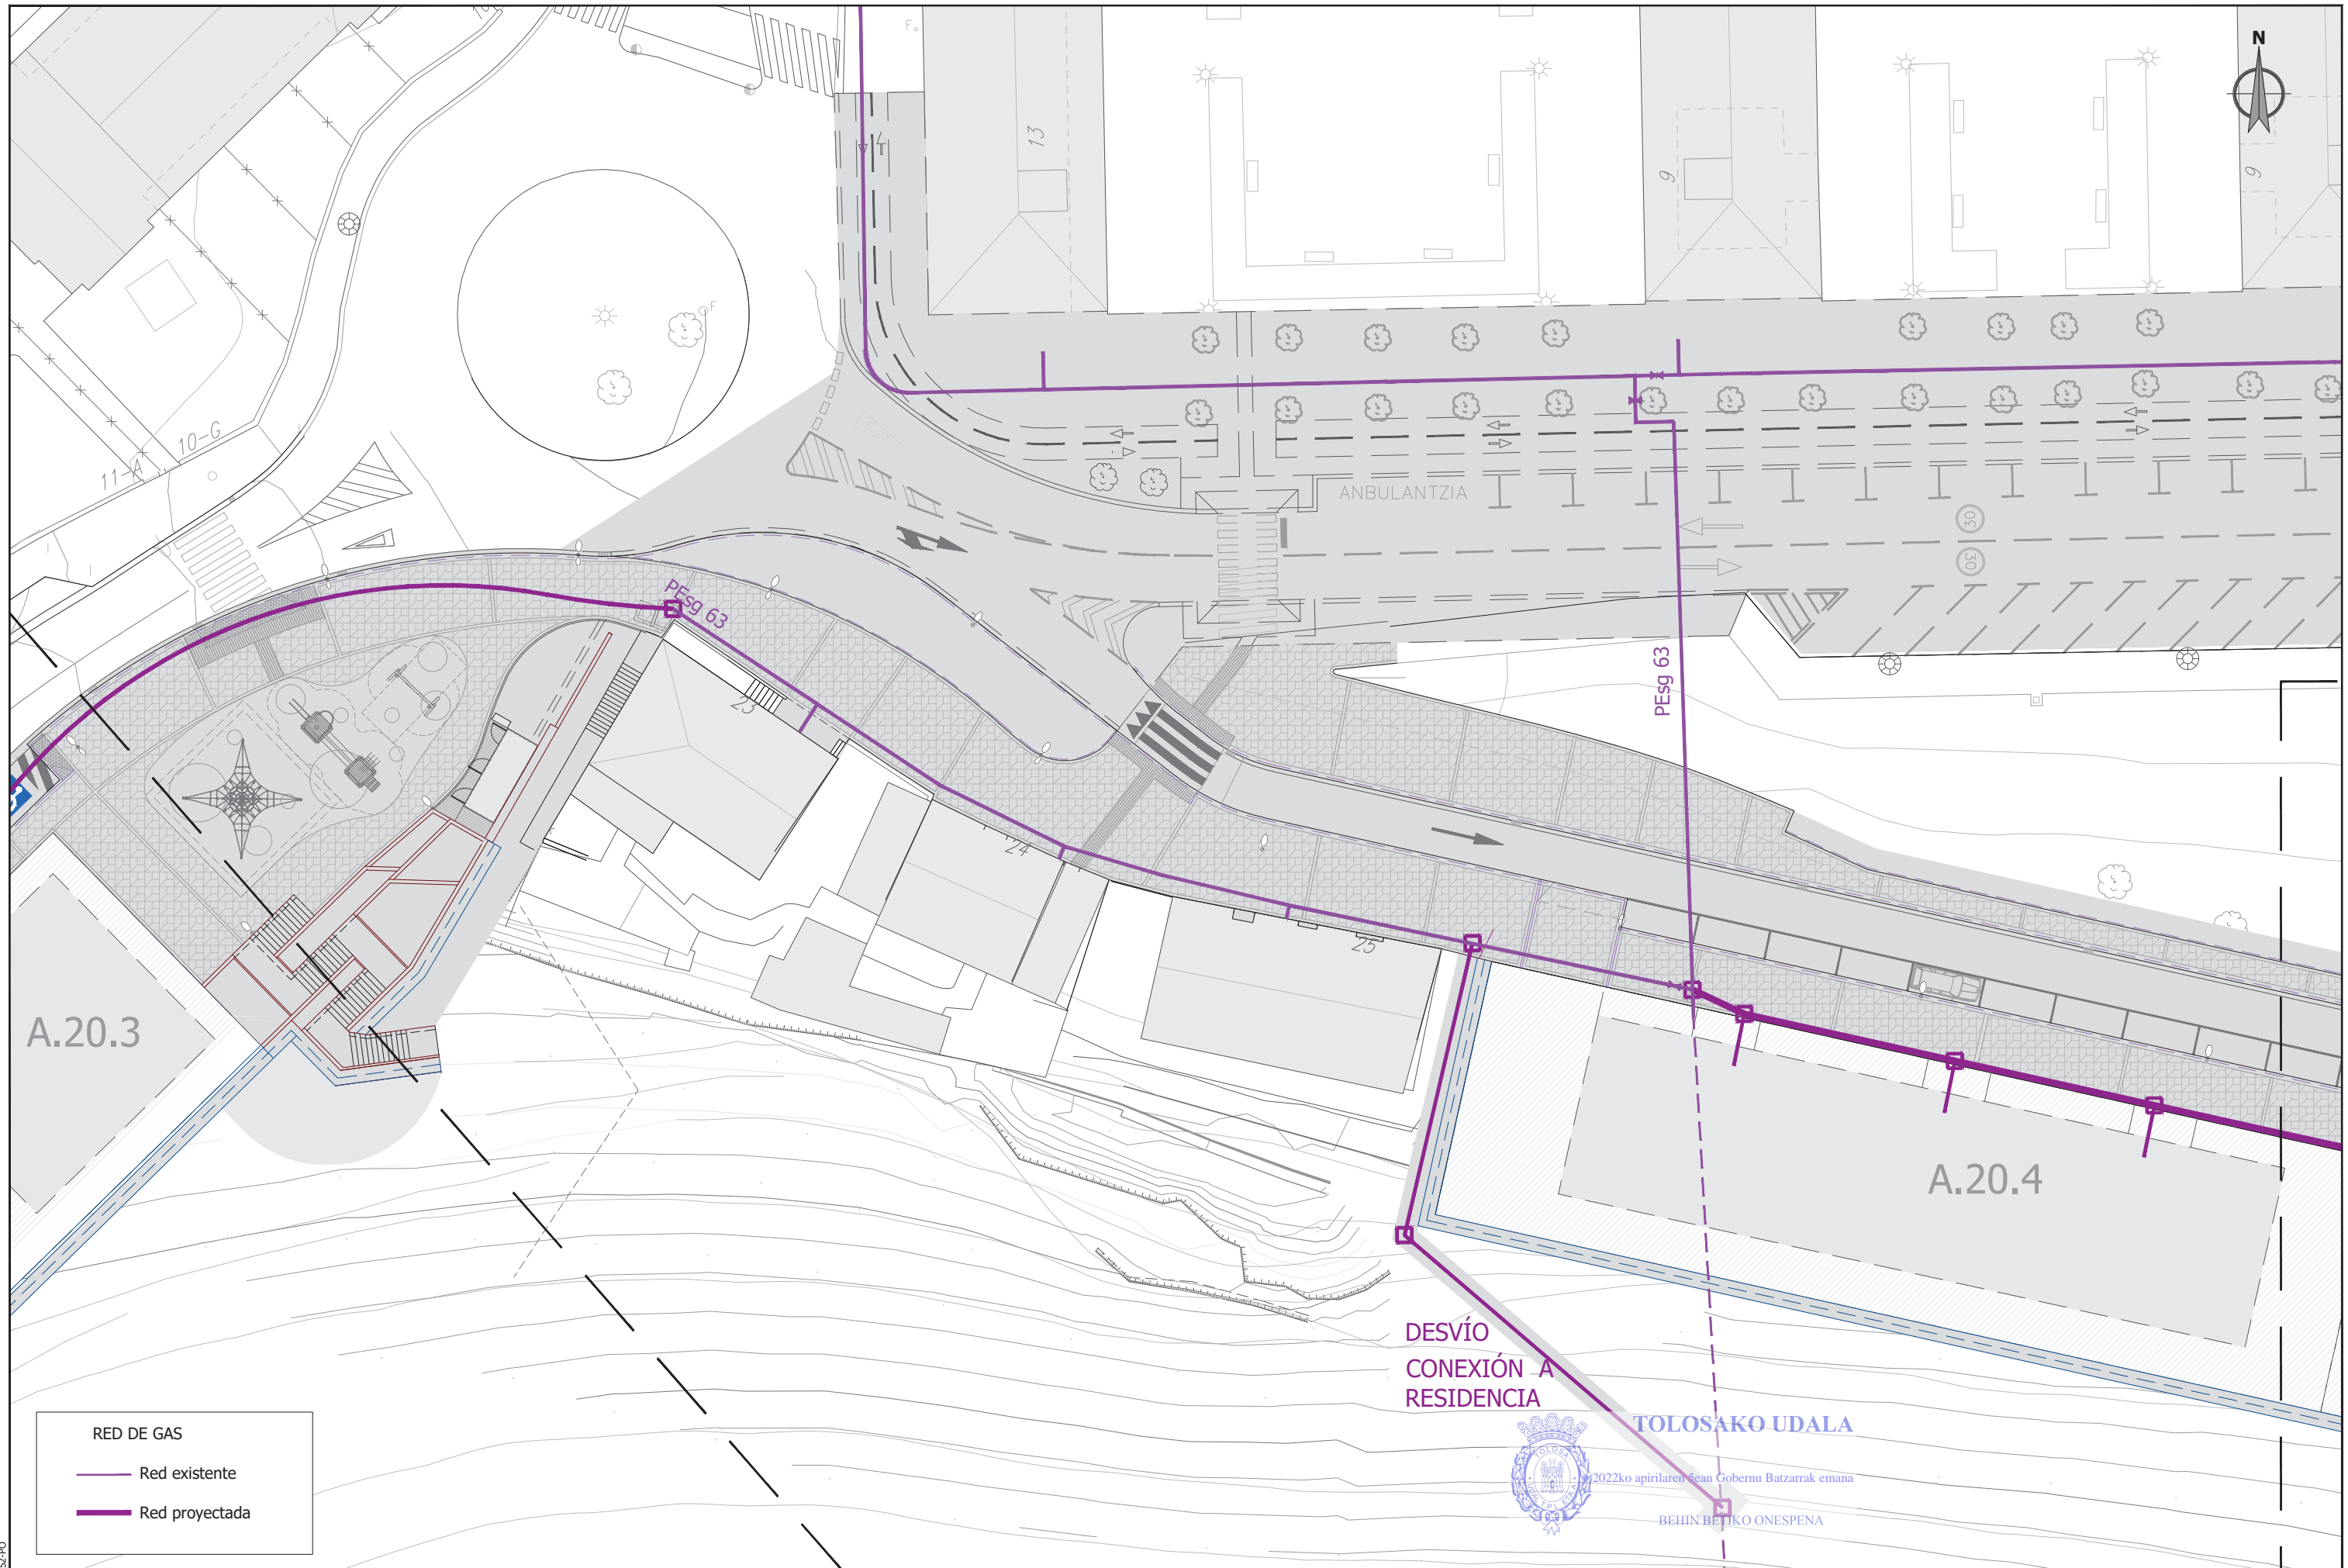 N
F
13
9
9
F
10-G
11-A
ANBULANTZIA
30
30
PEsg 63
PEsg 63
23
24
25
A.20.3
A.20.4
DESVÍO
CONEXIÓN A
RESIDENCIA
TOLOSAKO UDALA
2022ko apirilaren 5ean Gobernu Batzarrak emana
BEHIN BETIKO ONESPENA
RED DE GAS
Red existente
Red proyectada